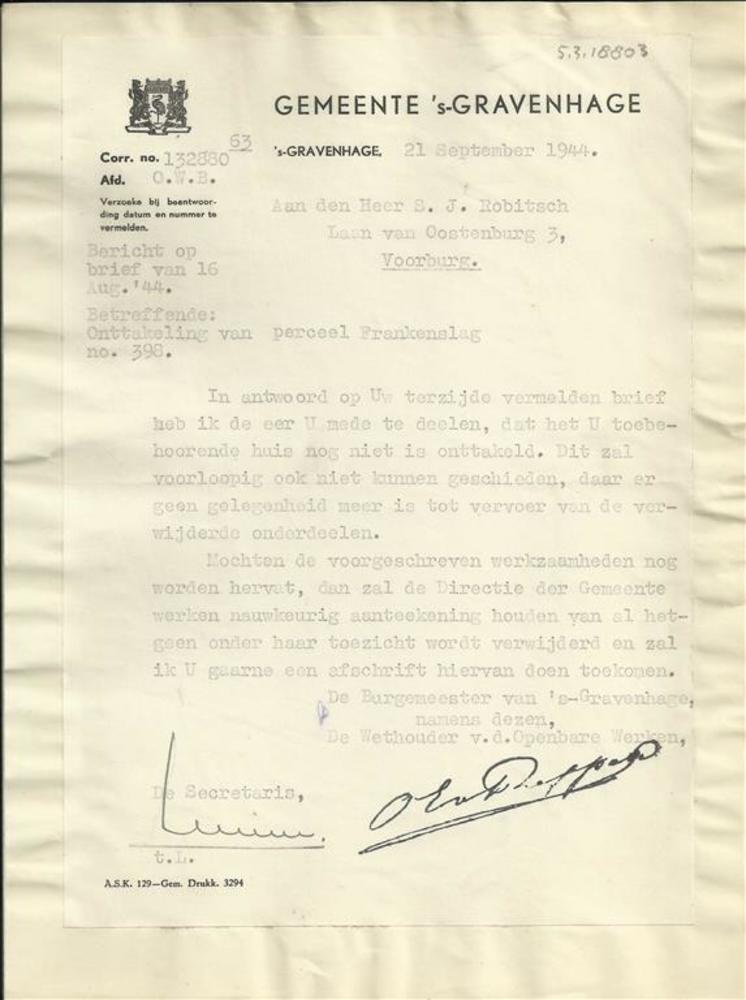 5.3.18803
GEMEENTE 's-GRAVENHAGE
Corr. no. 132880 63
's-GRAVENHAGE, 21 September 1944.
Afd. O.W.B.
Verzoeke bij beantwoor-
ding datum en nummer te
vermelden.
Aan den Heer S. J. Robitsch
Laan van Oostenburg 3,
Voorburg.
Bericht op
brief van 16
Aug.'44.
Betreffende:
Onttakeling van perceel Frankenslag
no. 398.
In antwoord op Uw terzijde vermelden brief
heb ik de eer U mede te deelen, dat het U toebe-
hoorende huis nog niet is onttakeld. Dit zal
voorloopig ook niet kunnen geschieden, daar er
geen gelegenheid meer is tot vervoer van de ver-
wijderde onderdeelen.
Mochten de voorgeschreven werkzaamheden nog
worden hervat, dan zal de Directie der Gemeente
werken nauwkeurig aanteekening houden van al het-
geen onder haar toezicht wordt verwijderd en zal
ik U gaarne een afschrift hiervan doen toekomen.
De Burgemeester van 's-Gravenhage,
namens dezen,
De Wethouder v.d.Openbare Werken,
De Secretaris,
t.L.
A.S.K. 129—Gem. Drukk. 3294